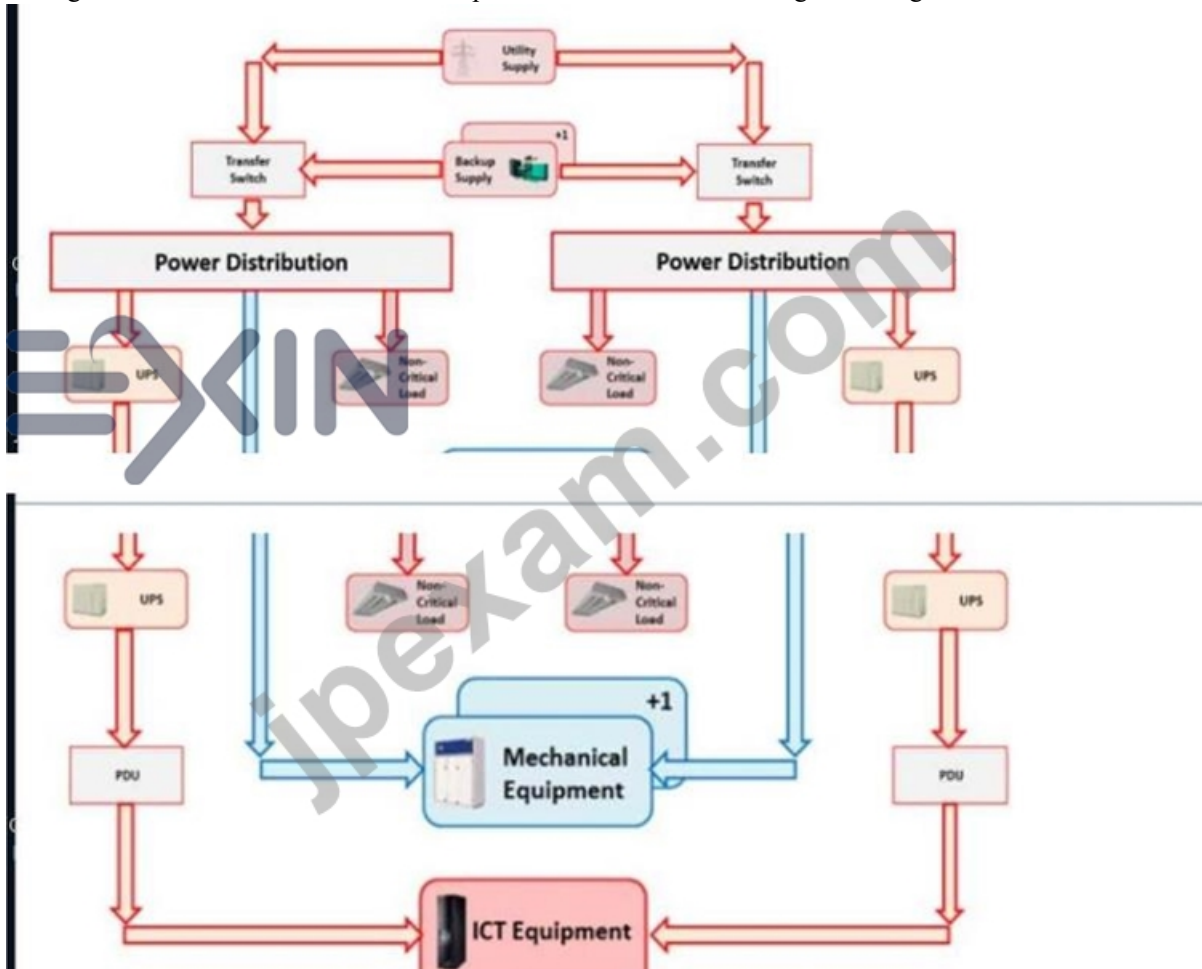 Utility
Supply
+1
Transfer
Switch
Backup
Supply
Transfer
Switch
Power Distribution
Power Distribution
UPS
Non-
Critical
Load
Non-
Critical
Load
UPS
EXIN
jpexam.com
UPS
Non-
Critical
Load
Non-
Critical
Load
UPS
+1
Mechanical
Equipment
PDU
PDU
ICT Equipment